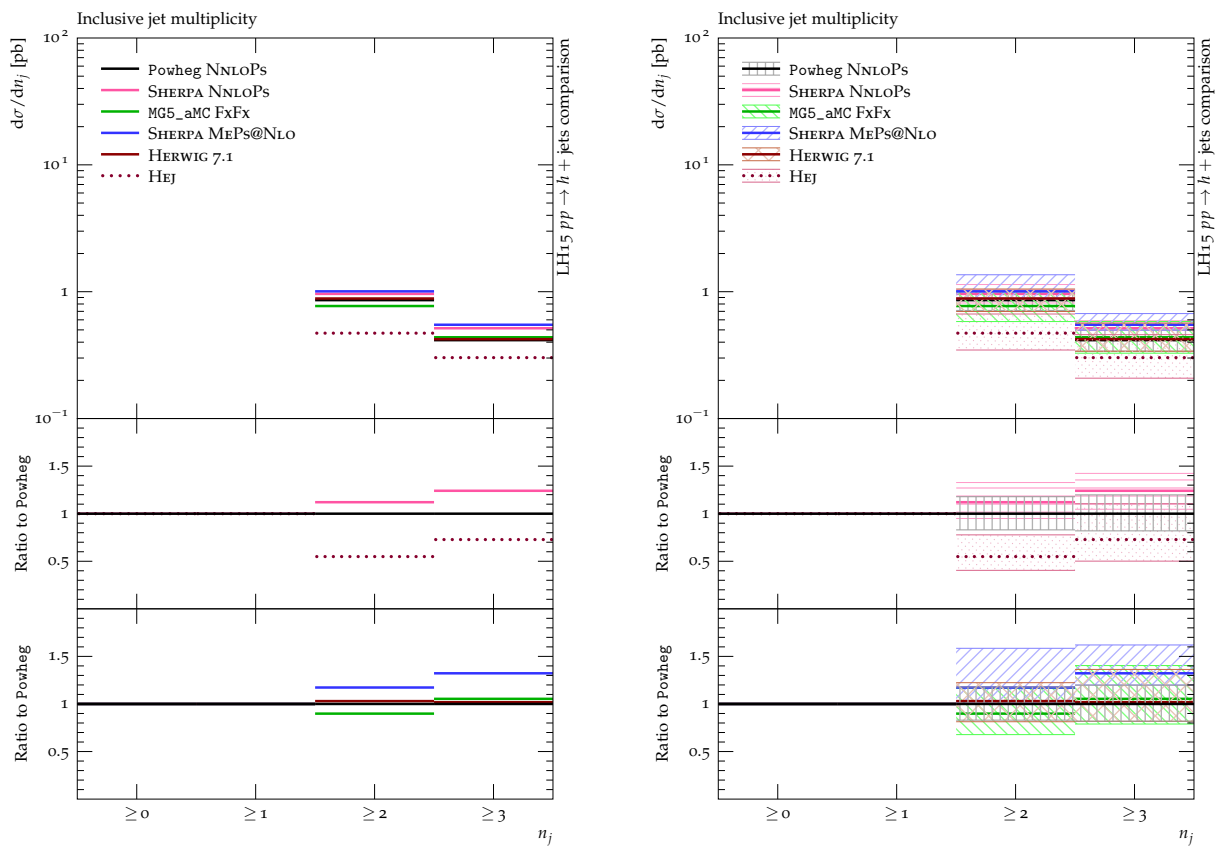 Inclusive jet multiplicity
dσ/dn_j [pb]
10²
10¹
1
10⁻¹
Powheg NNLOPS
SHERPA NNLOPS
MG5_aMC FxFx
SHERPA MEPS@NLO
HERWIG 7.1
HEJ
LH15 pp → h + jets comparison
Ratio to Powheg
1.5
1
0.5
Ratio to Powheg
1.5
1
0.5
≥0 ≥1 ≥2 ≥3
n_j
Inclusive jet multiplicity
dσ/dn_j [pb]
10²
10¹
1
10⁻¹
Powheg NNLOPS
SHERPA NNLOPS
MG5_aMC FxFx
SHERPA MEPS@NLO
HERWIG 7.1
HEJ
LH15 pp → h + jets comparison
Ratio to Powheg
1.5
1
0.5
Ratio to Powheg
1.5
1
0.5
≥0 ≥1 ≥2 ≥3
n_j